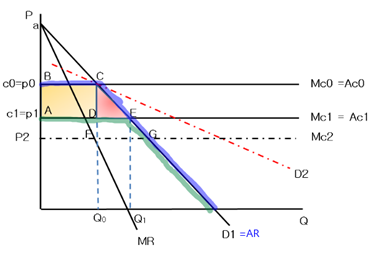 P
a
B
C
c0=p0
Mc0 =Ac0
A
D
E
c1=p1
Mc1 = Ac1
P2
F
G
Mc2
D2
Q0
Q1
Q
MR
D1 =AR